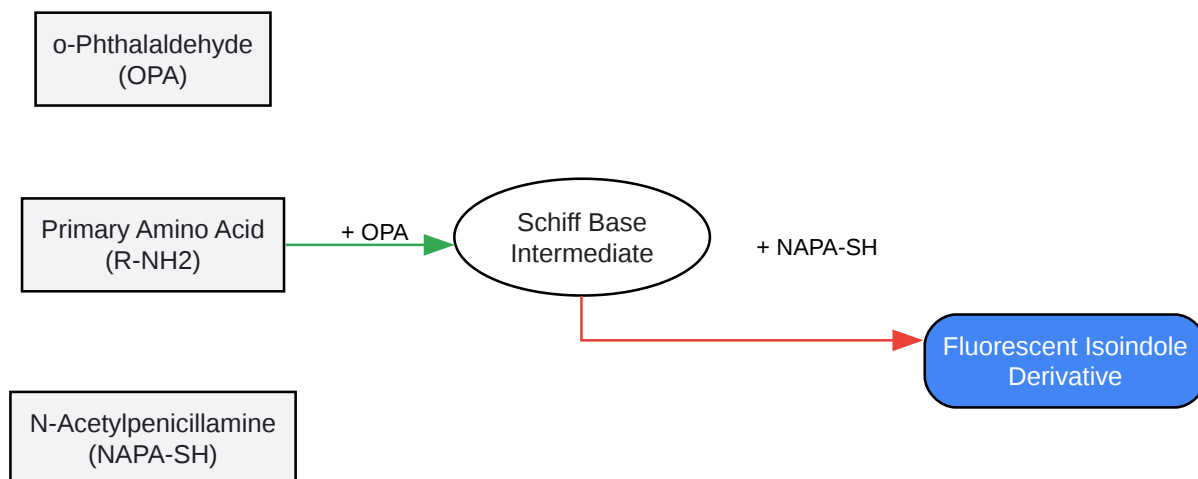 o-Phthalaldehyde
(OPA)
Primary Amino Acid
(R-NH2)
+ OPA
Schiff Base
Intermediate
+ NAPA-SH
Fluorescent Isoindole
Derivative
N-Acetylpenicillamine
(NAPA-SH)